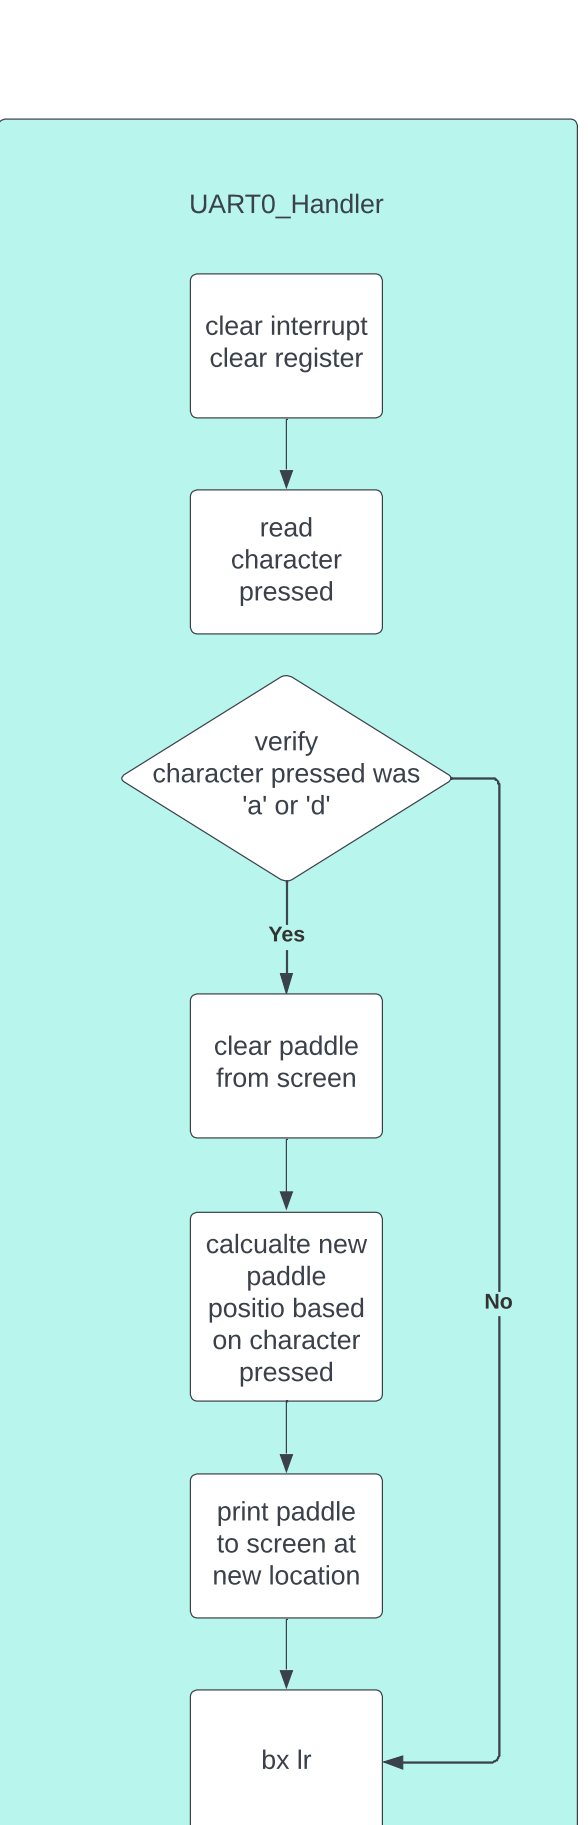 UART0_Handler
clear interrupt
clear register
read
character
pressed
verify
character pressed was
'a' or 'd'
Yes
clear paddle
from screen
calcualte new
paddle
positio based
on character
pressed
No
print paddle
to screen at
new location
bx lr